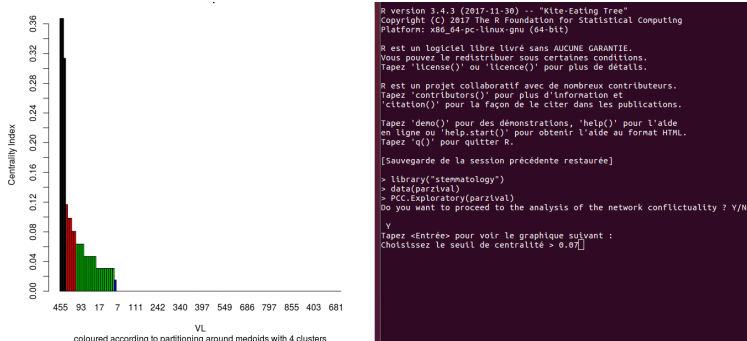 0.00 0.04 0.08 0.12 0.16 0.20 0.24 0.28 0.32 0.36
Centrality Index
455 93 17 7 111 242 340 397 549 686 797 855 403 681
VL
coloured according to partitioning around medoids with 4 clusters
R version 3.4.3 (2017-11-30) -- "Kite-Eating Tree"
Copyright (C) 2017 The R Foundation for Statistical Computing
Platform: x86_64-pc-linux-gnu (64-bit)
R est un logiciel libre livré sans AUCUNE GARANTIE.
Vous pouvez le redistribuer sous certaines conditions.
Tapez 'license()' ou 'licence()' pour plus de détails.
R est un projet collaboratif avec de nombreux contributeurs.
Tapez 'contributors()' pour plus d'information et
'citation()' pour la façon de le citer dans les publications.
Tapez 'demo()' pour des démonstrations, 'help()' pour l'aide
en ligne ou 'help.start()' pour obtenir l'aide au format HTML.
Tapez 'q()' pour quitter R.
[Sauvegarde de la session précédente restaurée]
> library("stemmatology")
> data(parzival)
> PCC.Exploratory(parzival)
Do you want to proceed to the analysis of the network conflictuality ? Y/N
Y
Tapez <Entrée> pour voir le graphique suivant :
Choisissez le seuil de centralité > 0.07